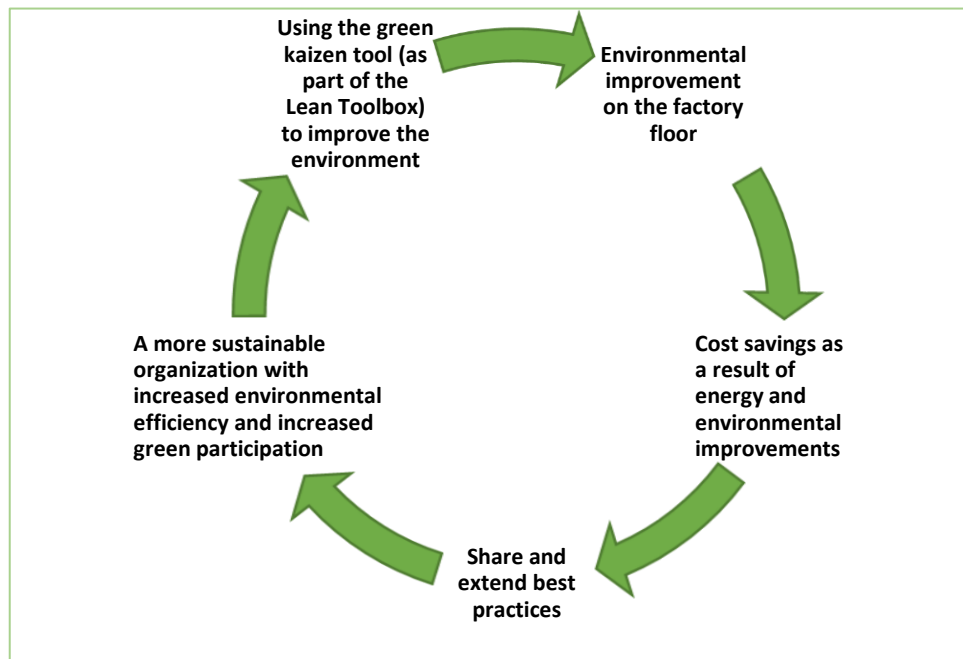 Using the green
kaizen tool (as
part of the
Lean Toolbox)
to improve the
environment
Environmental
improvement
on the factory
floor
Cost savings as
a result of
energy and
environmental
improvements
Share and
extend best
practices
A more sustainable
organization with
increased environmental
efficiency and increased
green participation